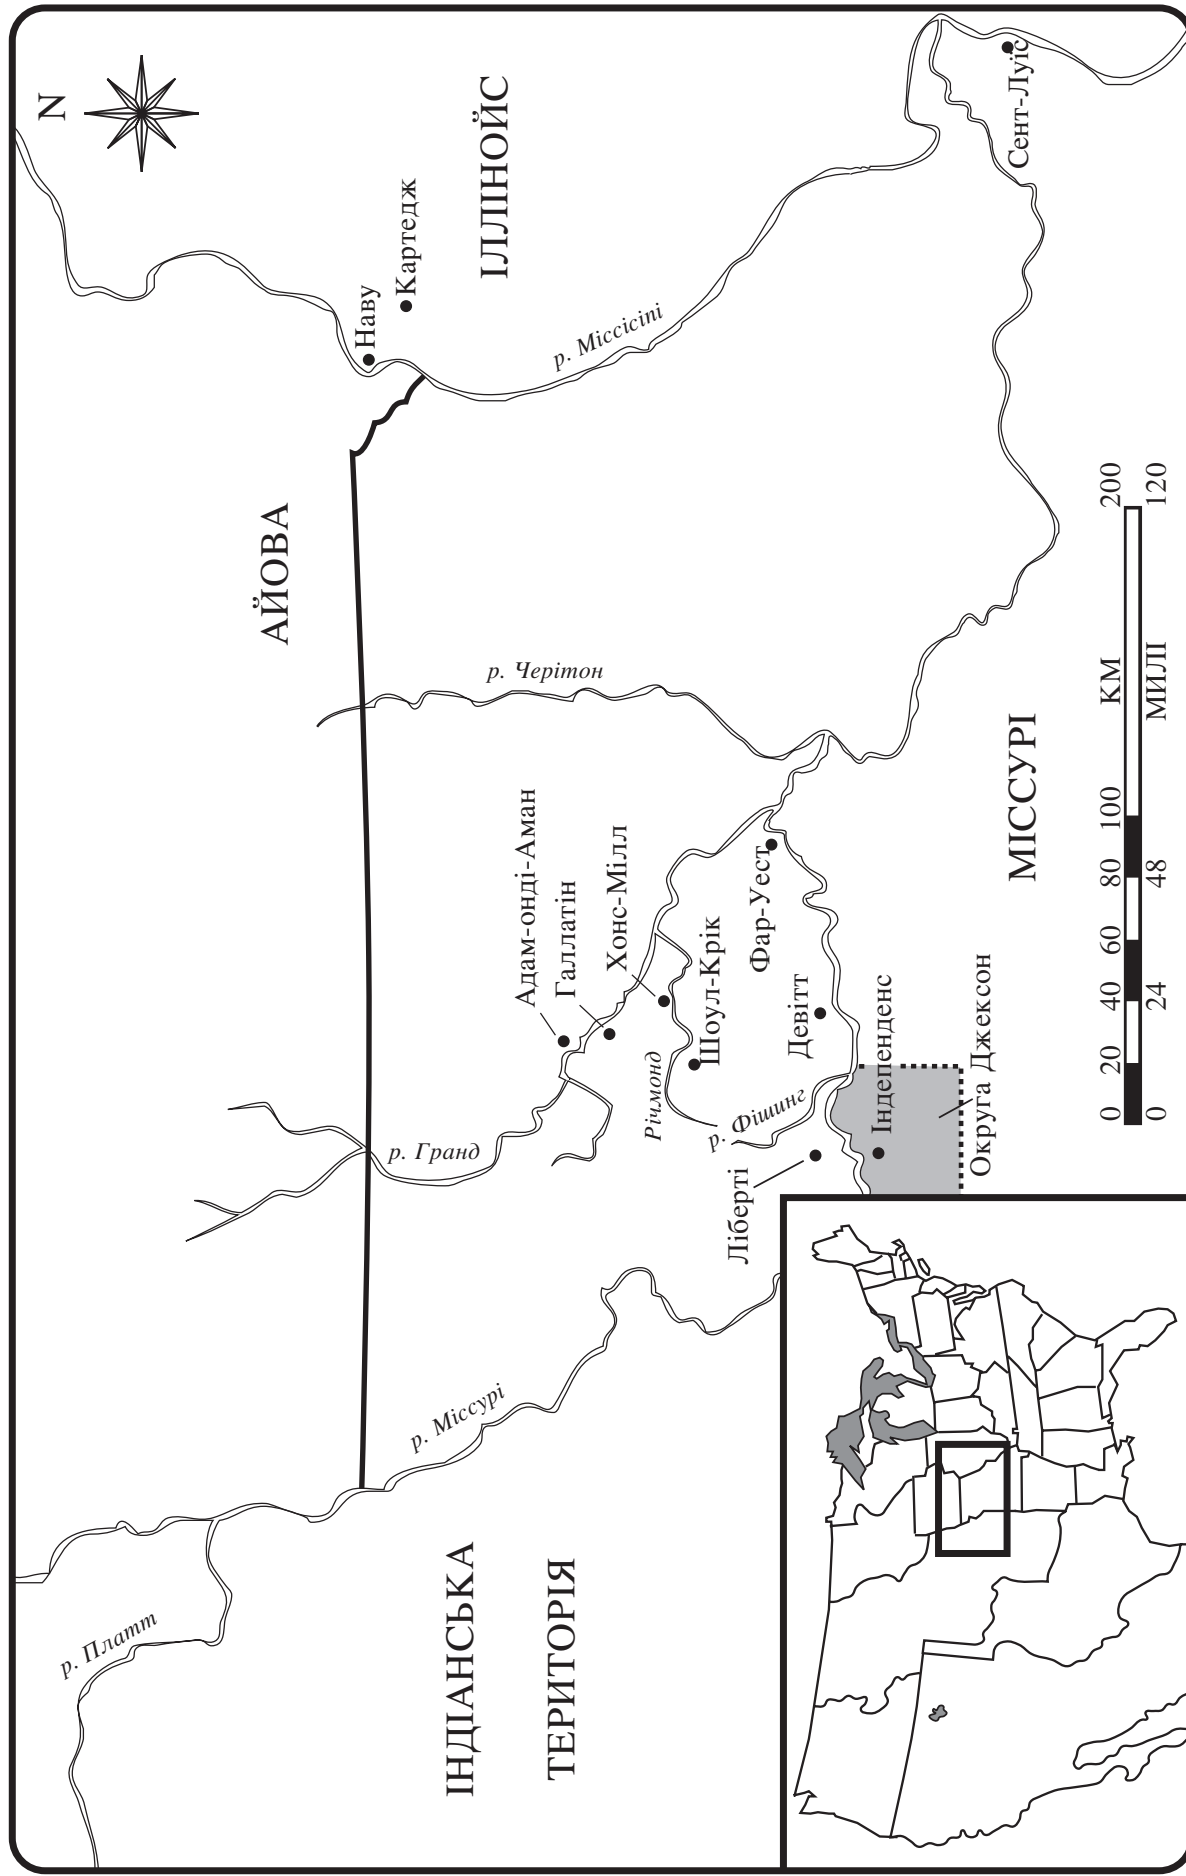 N
р. Платт
ІНДІАНСЬКА
ТЕРИТОРІЯ
р. Міссурі
АЙОВА
р. Гранд
р. Черітон
Наву
Картедж
ІЛЛІНОЙС
р. Міссісіпі
Адам-онді-Аман
Галлатін
Хонс-Мілл
Річмонд
Шоул-Крік
р. Фішинг
Ліберті
Фар-Уест
Девітт
Індепенденс
Округа Джексон
МІССУРІ
Сент-Луїс
0 20 40 60 80 100 КМ 200
0 24 48 МИЛІ 120